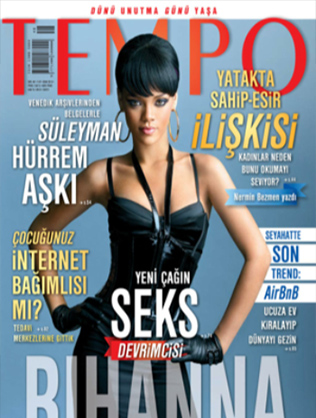 DÜNÜ UNUTMA GÜNÜ YAŞA
TEMPO
VENEDİK ARŞİVLERİNDEN
BELGELERLE
SÜLEYMAN
HÜRREM
AŞKI
YATAKTA
SAHİP-ESİR
İLİŞKİSİ
KADINLAR NEDEN
BUNU OKUMAYI
SEVİYOR?
Nermin Bezmen yazdı
ÇOCUĞUNUZ
İNTERNET
BAĞIMLISI
MI?
TEDAVİ
MERKEZLERİNE GİTTİK
YENİ ÇAĞIN
SEKS
DEVRİMCİSİ
SEYAHATTE
SON
TREND:
AirBnB
UCUZA EV
KİRALAYIP
DÜNYAYI GEZİN
RIHANNA